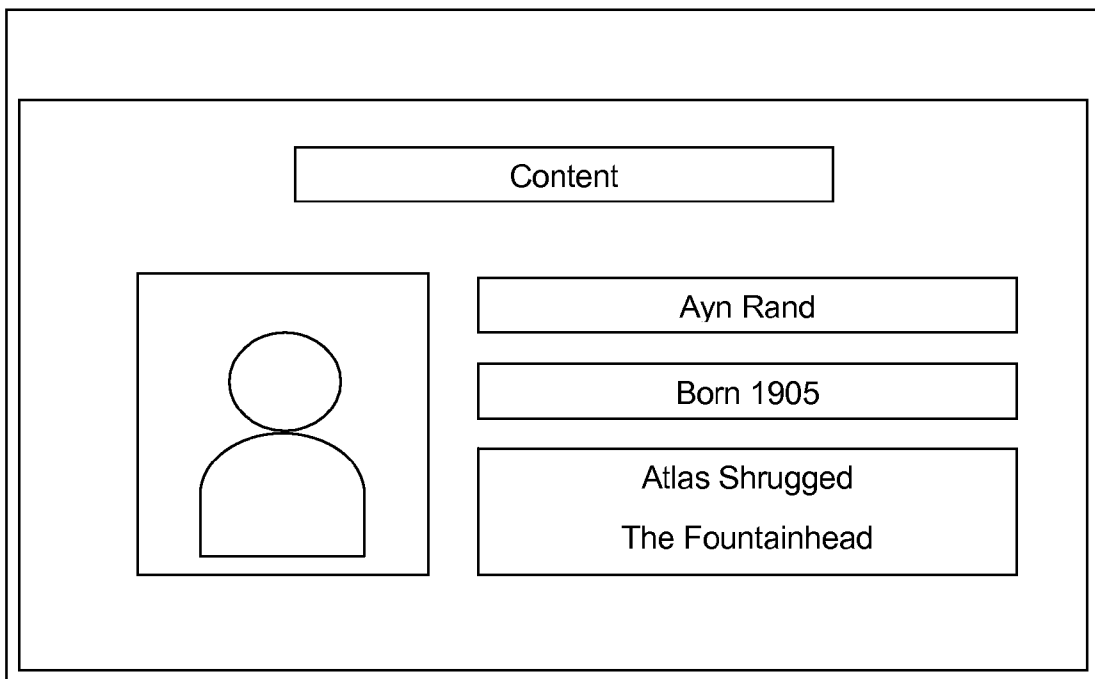 Content
Ayn Rand
Born 1905
Atlas Shrugged
The Fountainhead